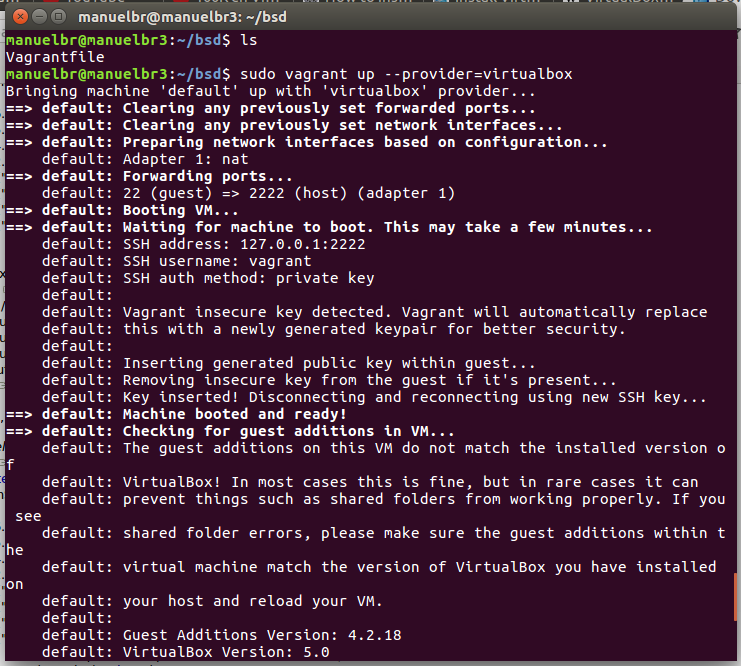 manuelbr@manuelbr3: ~/bsd
manuelbr@manuelbr3:~/bsd$ ls
Vagrantfile
manuelbr@manuelbr3:~/bsd$ sudo vagrant up --provider=virtualbox
Bringing machine 'default' up with 'virtualbox' provider...
==> default: Clearing any previously set forwarded ports...
==> default: Clearing any previously set network interfaces...
==> default: Preparing network interfaces based on configuration...
    default: Adapter 1: nat
==> default: Forwarding ports...
    default: 22 (guest) => 2222 (host) (adapter 1)
==> default: Booting VM...
==> default: Waiting for machine to boot. This may take a few minutes...
    default: SSH address: 127.0.0.1:2222
    default: SSH username: vagrant
    default: SSH auth method: private key
    default:
    default: Vagrant insecure key detected. Vagrant will automatically replace
    default: this with a newly generated keypair for better security.
    default:
    default: Inserting generated public key within guest...
    default: Removing insecure key from the guest if it's present...
    default: Key inserted! Disconnecting and reconnecting using new SSH key...
==> default: Machine booted and ready!
==> default: Checking for guest additions in VM...
    default: The guest additions on this VM do not match the installed version o
f
    default: VirtualBox! In most cases this is fine, but in rare cases it can
    default: prevent things such as shared folders from working properly. If you
 see
    default: shared folder errors, please make sure the guest additions within t
he
    default: virtual machine match the version of VirtualBox you have installed
on
    default: your host and reload your VM.
    default:
    default: Guest Additions Version: 4.2.18
    default: VirtualBox Version: 5.0